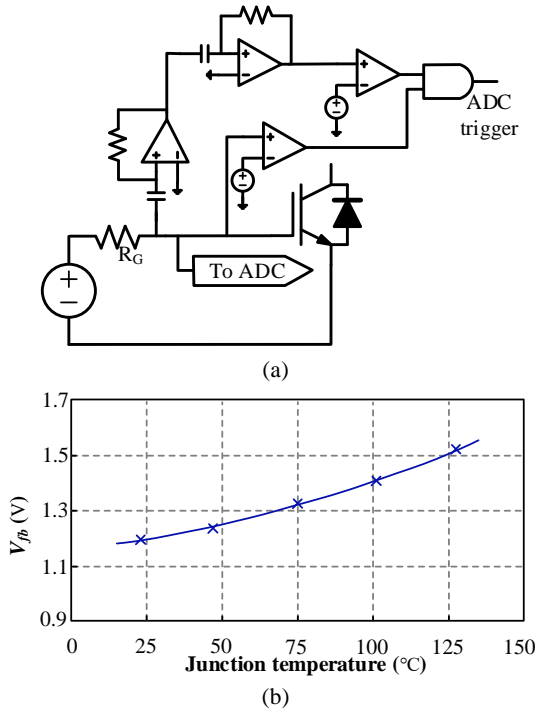 ADC
trigger
R_G
To ADC
(a)
1.7
1.5
1.3
1.1
0.9
V_fb (V)
0 25 50 75 100 125 150
Junction temperature (°C)
(b)